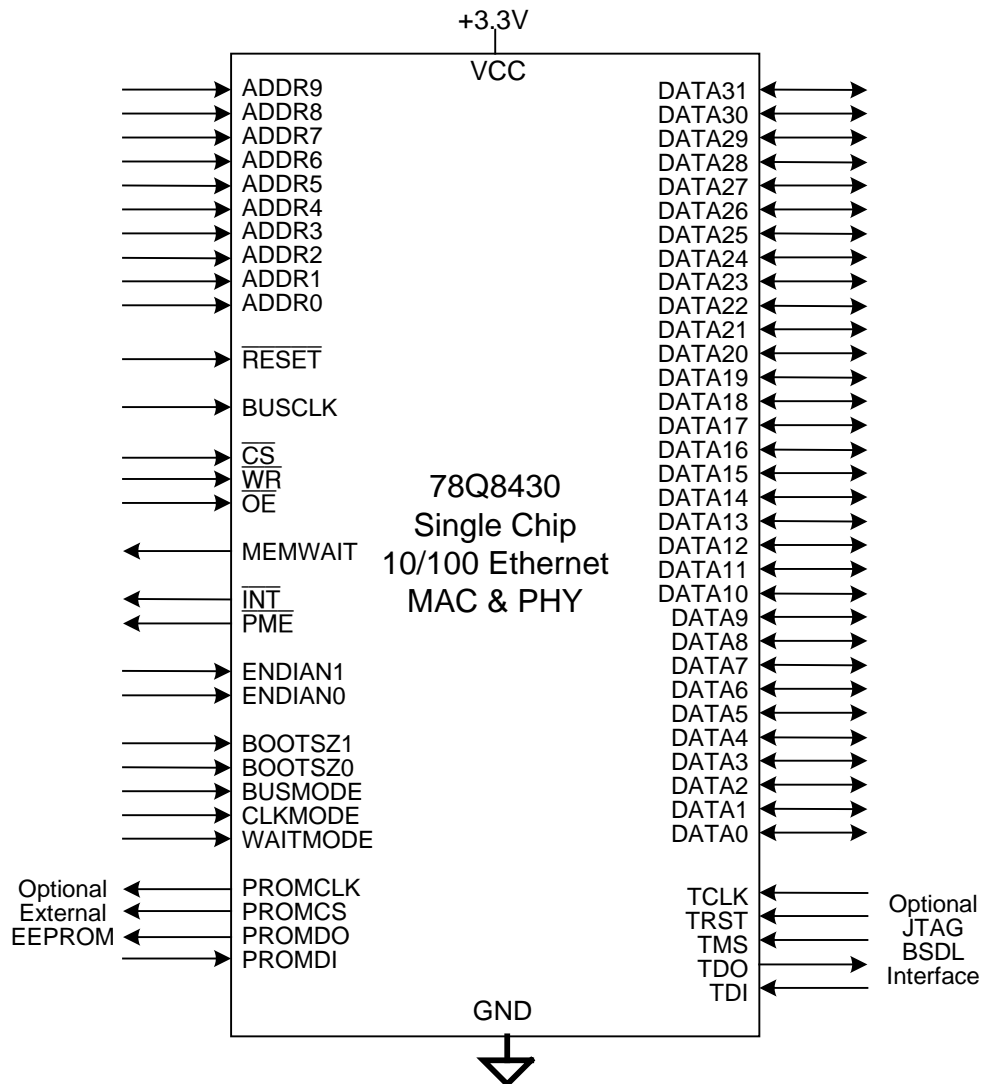 +3.3V
VCC
ADDR9
ADDR8
ADDR7
ADDR6
ADDR5
ADDR4
ADDR3
ADDR2
ADDR1
ADDR0
RESET
BUSCLK
CS
WR
OE
MEMWAIT
INT
PME
ENDIAN1
ENDIAN0
BOOTSZ1
BOOTSZ0
BUSMODE
CLKMODE
WAITMODE
Optional
External
EEPROM
PROMCLK
PROMCS
PROMDO
PROMDI
78Q8430
Single Chip
10/100 Ethernet
MAC & PHY
DATA31
DATA30
DATA29
DATA28
DATA27
DATA26
DATA25
DATA24
DATA23
DATA22
DATA21
DATA20
DATA19
DATA18
DATA17
DATA16
DATA15
DATA14
DATA13
DATA12
DATA11
DATA10
DATA9
DATA8
DATA7
DATA6
DATA5
DATA4
DATA3
DATA2
DATA1
DATA0
TCLK
TRST
TMS
TDO
TDI
Optional
JTAG
BSDL
Interface
GND